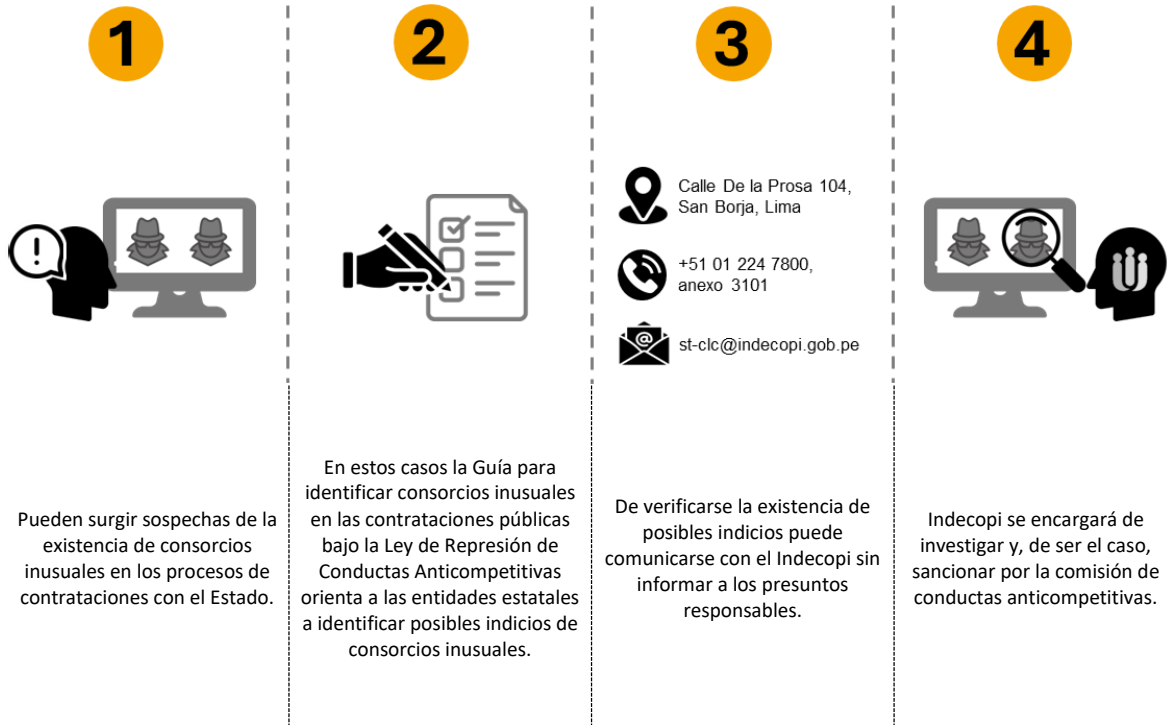 1
Pueden surgir sospechas de la
existencia de consorcios
inusuales en los procesos de
contrataciones con el Estado.
2
En estos casos la Guía para
identificar consorcios inusuales
en las contrataciones públicas
bajo la Ley de Represión de
Conductas Anticompetitivas
orienta a las entidades estatales
a identificar posibles indicios de
consorcios inusuales.
3
Calle De la Prosa 104,
San Borja, Lima
+51 01 224 7800,
anexo 3101
st-clc@indecopi.gob.pe
De verificarse la existencia de
posibles indicios puede
comunicarse con el Indecopi sin
informar a los presuntos
responsables.
4
Indecopi se encargará de
investigar y, de ser el caso,
sancionar por la comisión de
conductas anticompetitivas.